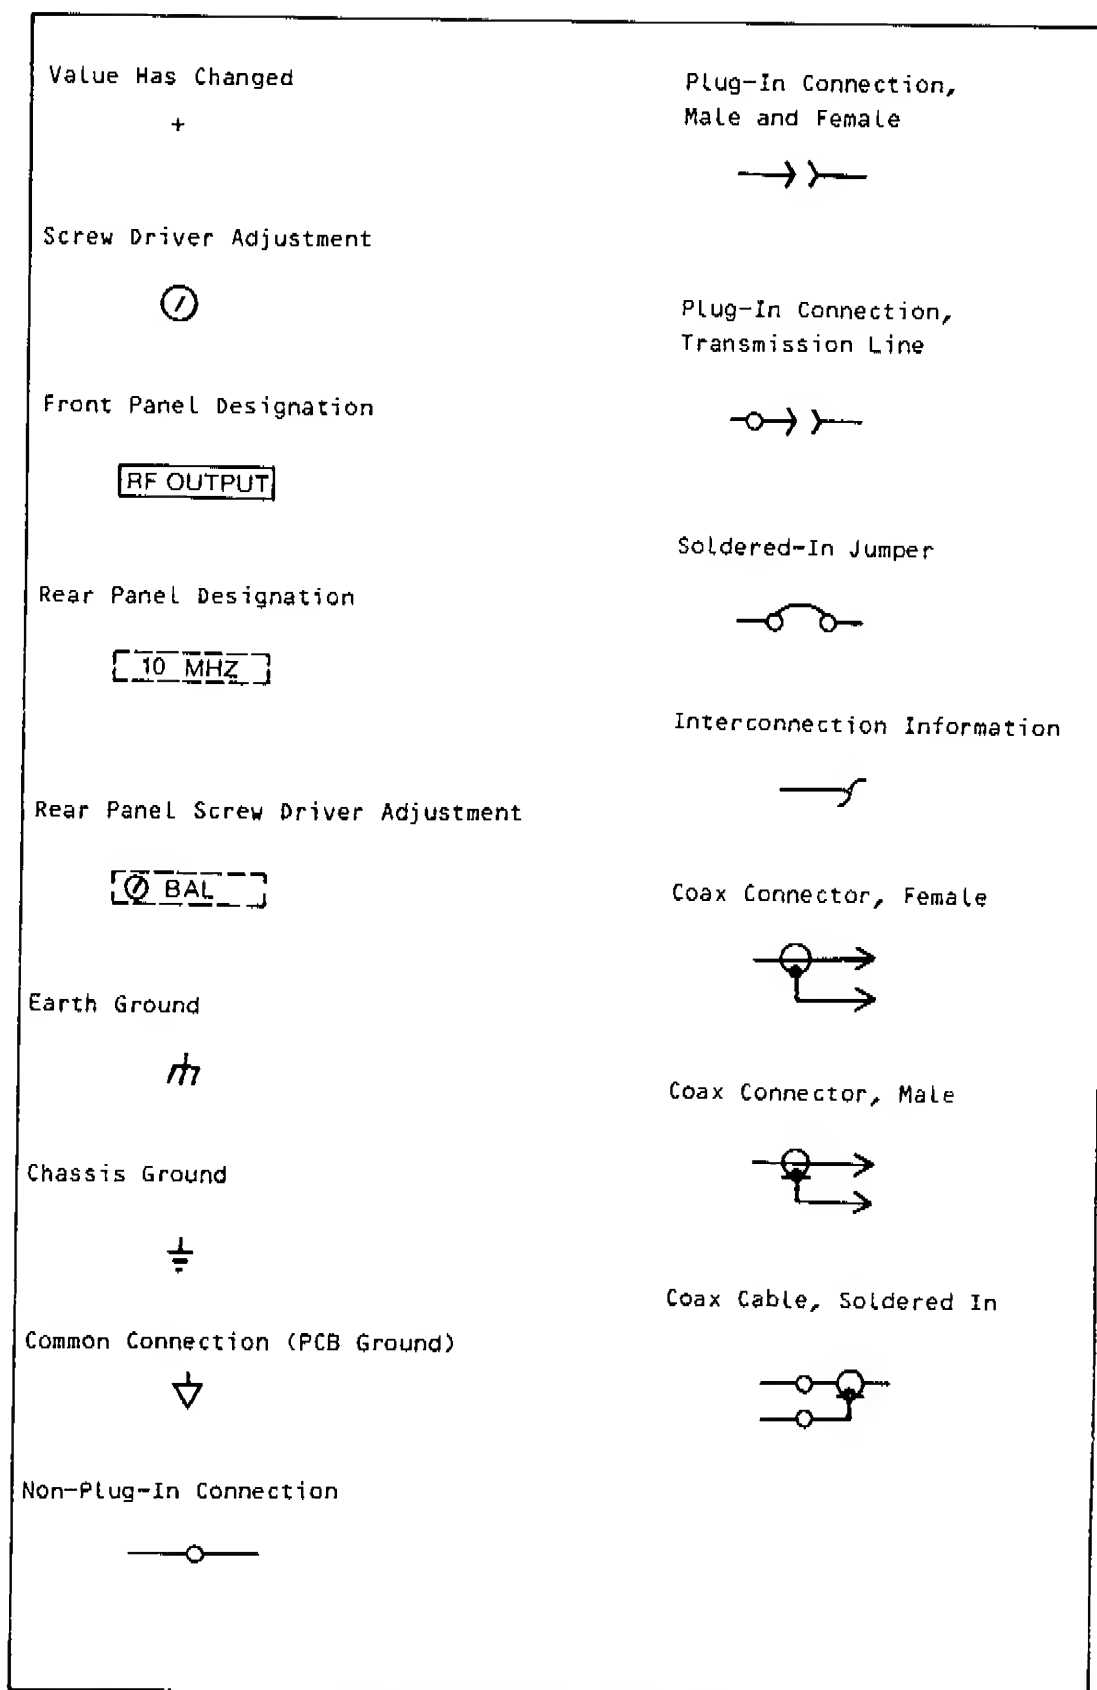 Value Has Changed
+
Screw Driver Adjustment
Front Panel Designation
RF OUTPUT
Rear Panel Designation
10 MHZ
Rear Panel Screw Driver Adjustment
BAL
Earth Ground
Chassis Ground
Common Connection (PCB Ground)
Non-Plug-In Connection
Plug-In Connection,
Male and Female
Plug-In Connection,
Transmission Line
Soldered-In Jumper
Interconnection Information
Coax Connector, Female
Coax Connector, Male
Coax Cable, Soldered In